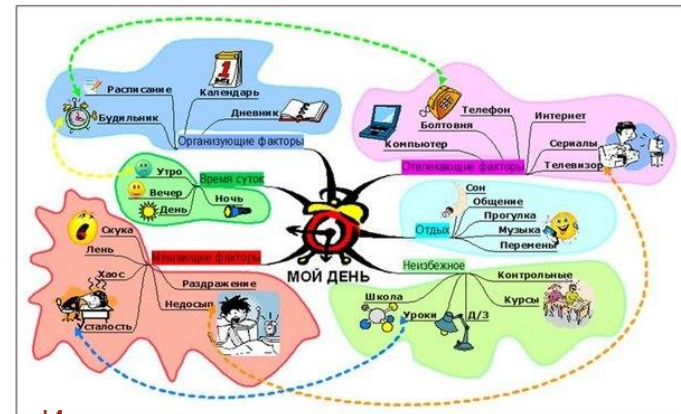 Расписание
Календарь
1
Будильник
Дневник
Организующие факторы
Телефон
Интернет
Болтовня
Сериалы
Компьютер
Телевизор
Отвлекающие факторы
Утро
Время суток
Вечер
Ночь
День
Сон
Общение
Прогулка
Отдых
Музыка
Перемены
Скука
Лень
Мешающие факторы
Хаос
Раздражение
Недосып
Усталость
МОЙ ДЕНЬ
Неизбежное
Контрольные
Школа
Курсы
Уроки
Д/З